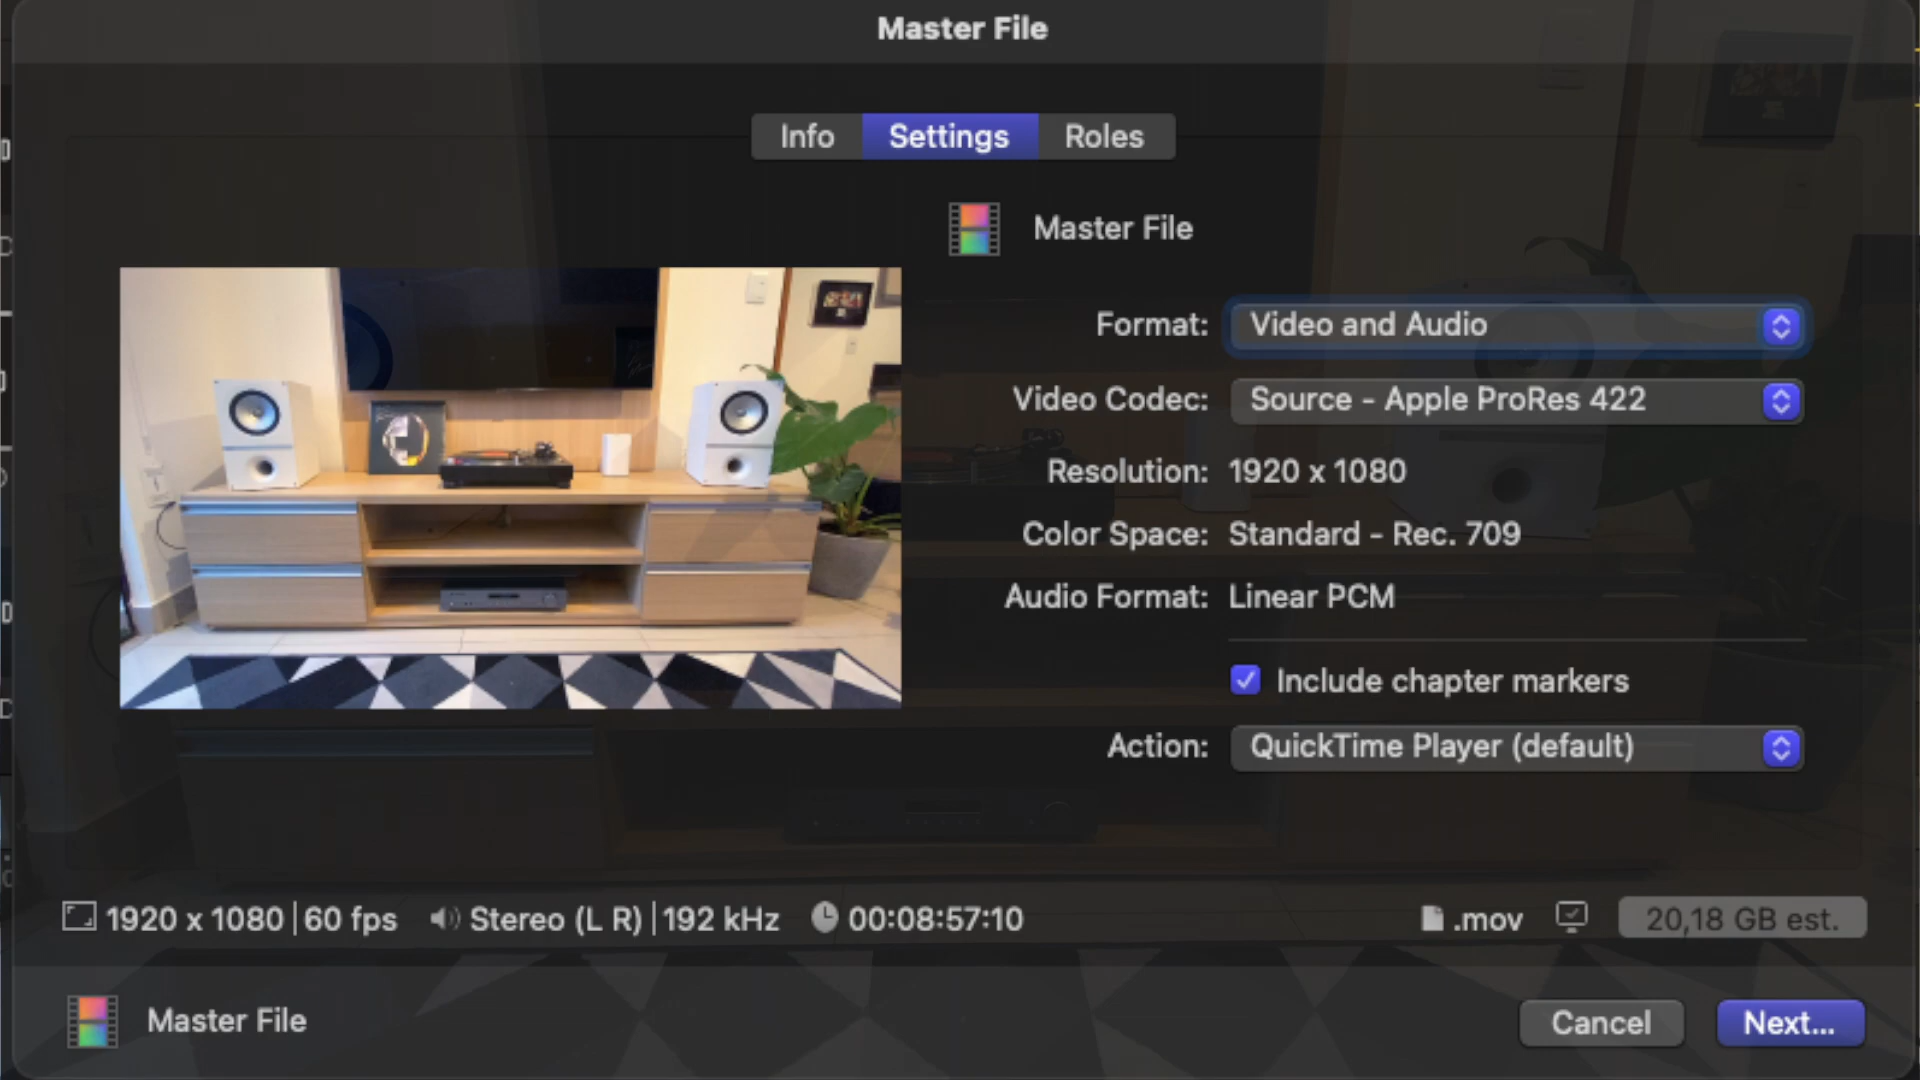 Master File
Info Settings Roles
Master File
Format: Video and Audio
Video Codec: Source - Apple ProRes 422
Resolution: 1920 x 1080
Color Space: Standard - Rec. 709
Audio Format: Linear PCM
Include chapter markers
Action: QuickTime Player (default)
1920 x 1080 | 60 fps Stereo (L R) | 192 kHz 00:08:57:10 .mov 20,18 GB est.
Master File Cancel Next...